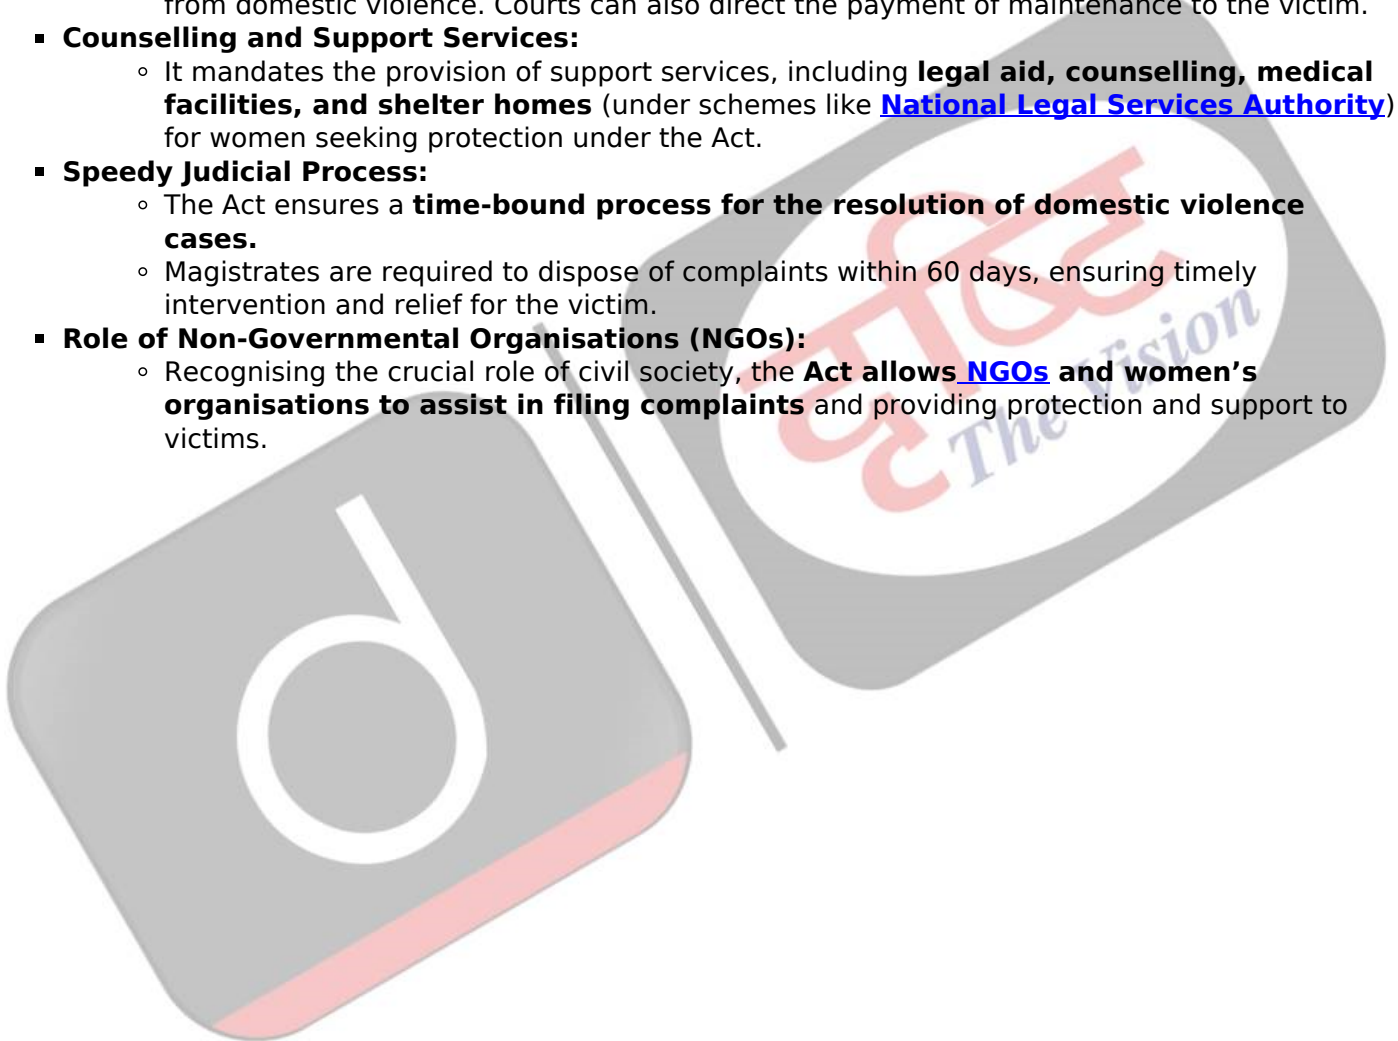 from domestic violence. Courts can also direct the payment of maintenance to the victim.
▪ Counselling and Support Services:
◦ It mandates the provision of support services, including legal aid, counselling, medical
facilities, and shelter homes (under schemes like National Legal Services Authority)
for women seeking protection under the Act.
▪ Speedy Judicial Process:
◦ The Act ensures a time-bound process for the resolution of domestic violence
cases.
◦ Magistrates are required to dispose of complaints within 60 days, ensuring timely
intervention and relief for the victim.
▪ Role of Non-Governmental Organisations (NGOs):
◦ Recognising the crucial role of civil society, the Act allows NGOs and women’s
organisations to assist in filing complaints and providing protection and support to
victims.
d
दृष्टि
The Vision